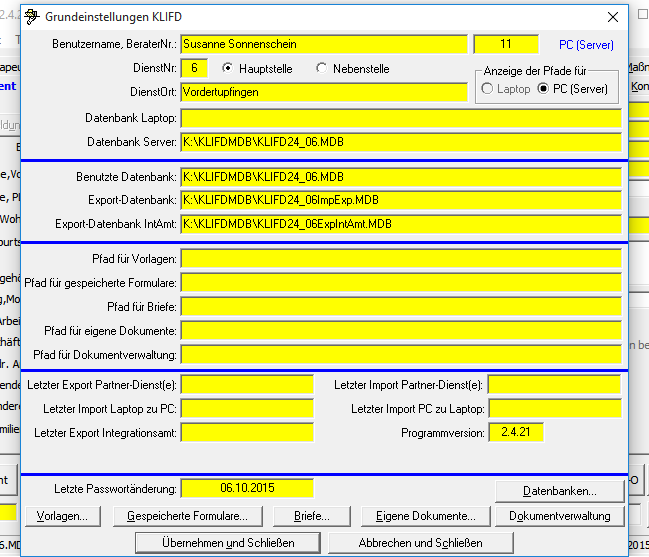 Grundeinstellungen KLIFD
Benutzername, BeraterNr.: Susanne Sonnenschein 11 PC (Server)
DienstNr: 6 Hauptstelle Nebenstelle
Anzeige der Pfade für
Laptop PC (Server)
DienstOrt: Vordertupfingen
Datenbank Laptop:
Datenbank Server: K:\KLIFDMDB\KLIFD24_06.MDB
Benutzte Datenbank: K:\KLIFDMDB\KLIFD24_06.MDB
Export-Datenbank: K:\KLIFDMDB\KLIFD24_06ImpExp.MDB
Export-Datenbank IntAmt: K:\KLIFDMDB\KLIFD24_06ExpIntAmt.MDB
Pfad für Vorlagen:
Pfad für gespeicherte Formulare:
Pfad für Briefe:
Pfad für eigene Dokumente:
Pfad für Dokumentverwaltung:
Letzter Export Partner-Dienst(e): Letzter Import Partner-Dienst(e):
Letzter Import Laptop zu PC: Letzter Import PC zu Laptop:
Letzter Export Integrationsamt: Programmversion: 2.4.21
Letzte Passwortänderung: 06.10.2015 Datenbanken...
Vorlagen... Gespeicherte Formulare... Briefe... Eigene Dokumente... Dokumentverwaltung
Übernehmen und Schließen Abbrechen und Schließen